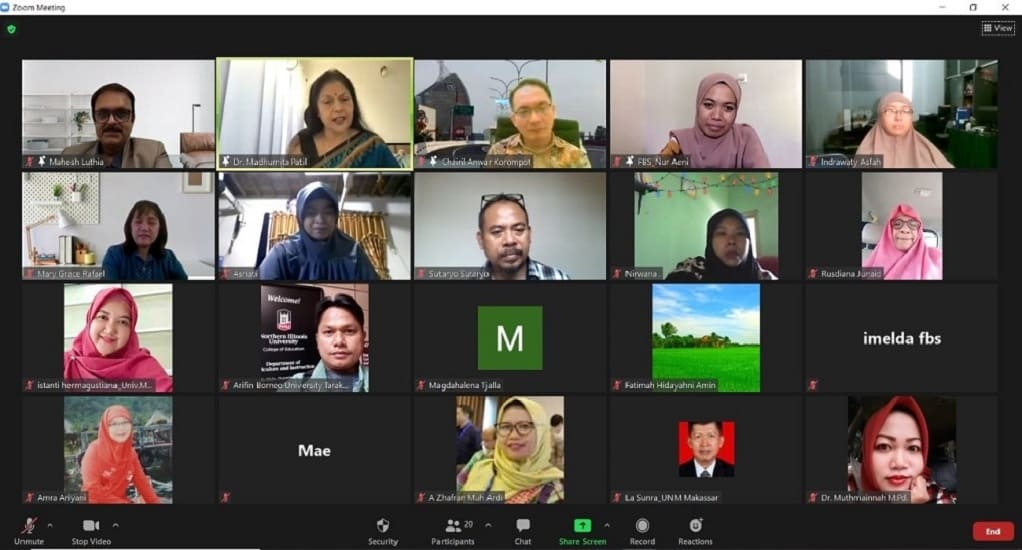 Zoom Meeting
View
Mahesh Luthia
Dr. Madhumita Patil
Chairil Anwar Korompot
FBS_Nur Aeni
Indrawaty Asfah
Mary Grace Rafael
Asriati
Sutaryo Sutaryo
Nirwana
Rusdiana Junaid
Welcome!
Northern Illinois
University
College of Education
Department of
Curriculum and Instruction
istanti hermagustiana_Univ.M...
Arifin Borneo University Tarak...
M
Magdahalena Tjalla
Fatimah Hidayahni Amin
imelda fbs
Amra Ariyani
Mae
A Zhafran Muh Ardi
La Sunra_UNM Makassar
Dr. Muthmainnah M.Pd.
Unmute
Stop Video
Security
Participants
20
Chat
Share Screen
Record
Reactions
End